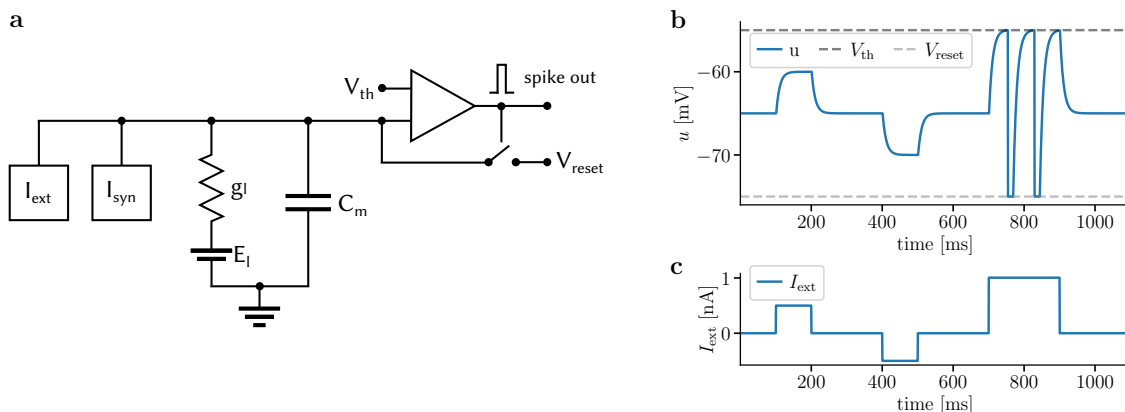 a
V_th
spike out
V_reset
I_ext
I_syn
gl
C_m
E_l
b
u
V_th
V_reset
−60
−70
u [mV]
200 400 600 800 1000
time [ms]
c
I_ext
1
0
I_ext [nA]
200 400 600 800 1000
time [ms]